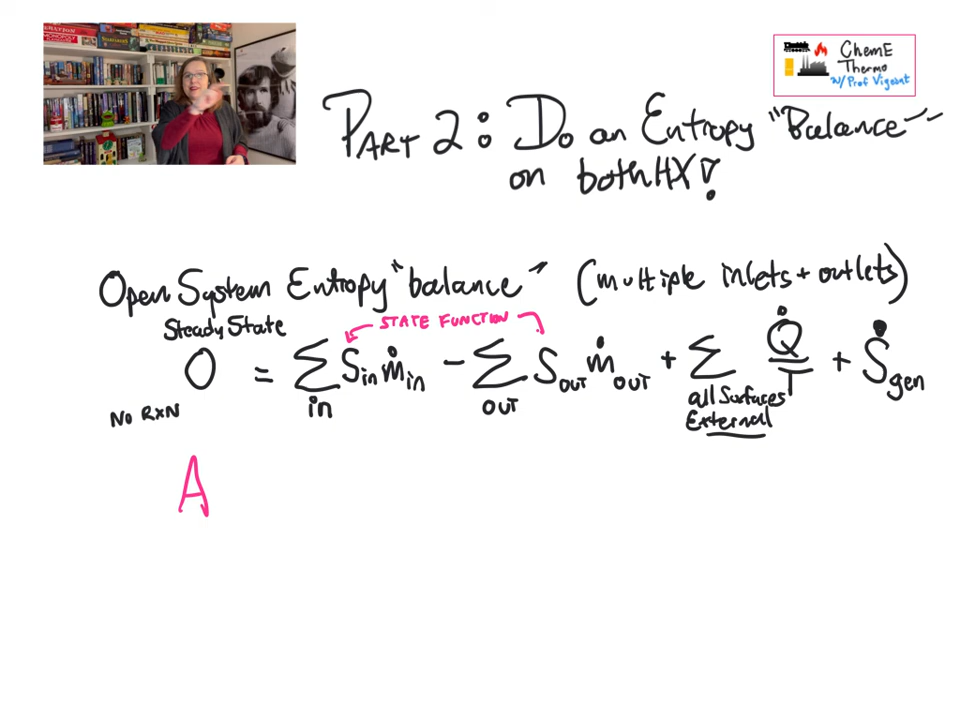 ChemE
Thermo
w/Prof Vigeant
PART 2: Do an Entropy "Balance"
on both HX!
Open System Entropy "balance" (multiple inlets + outlets)
Steady State
STATE FUNCTION
0 = ∑ S_in ṁ_in - ∑ S_out ṁ_out + ∑ Q̇/T + Ṡ_gen
in OUT all Surfaces
External
No RXN
A